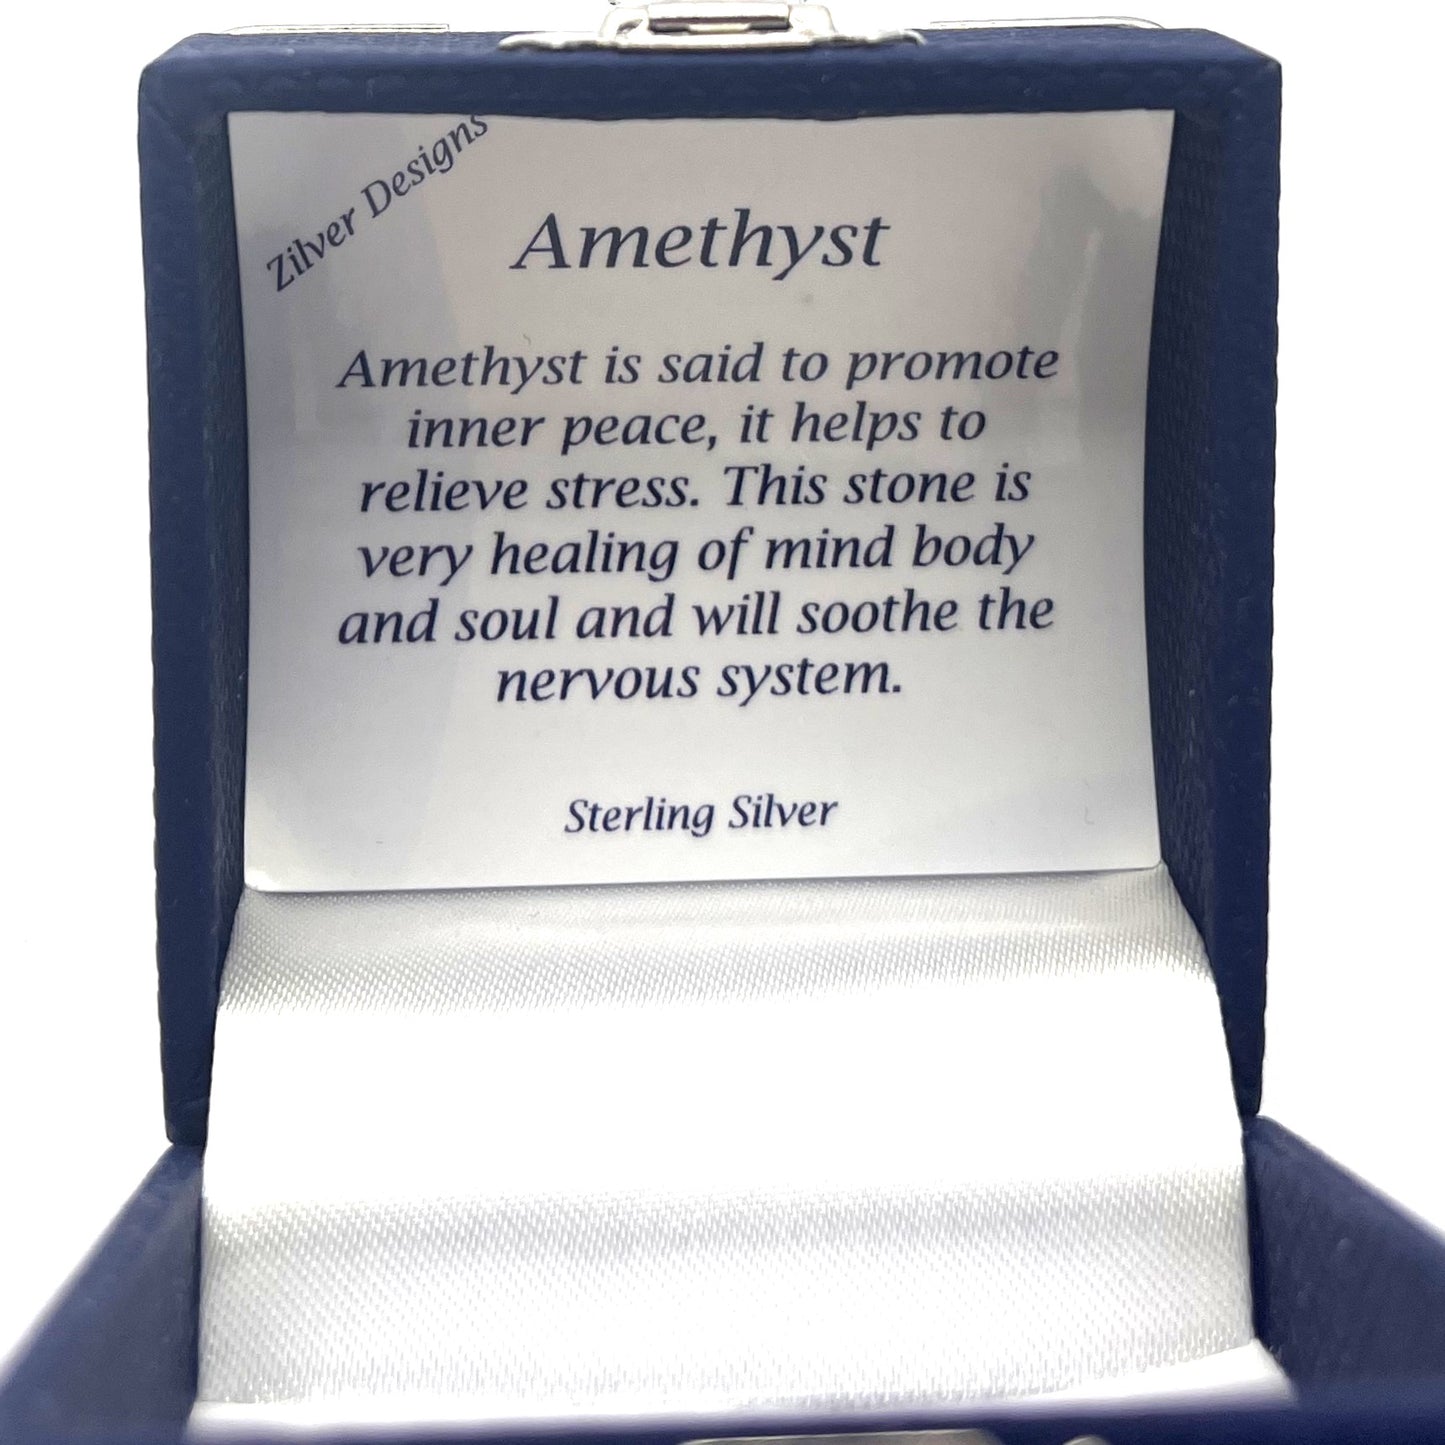 Zilver Designs
Amethyst
Amethyst is said to promote
inner peace, it helps to
relieve stress. This stone is
very healing of mind body
and soul and will soothe the
nervous system.
Sterling Silver